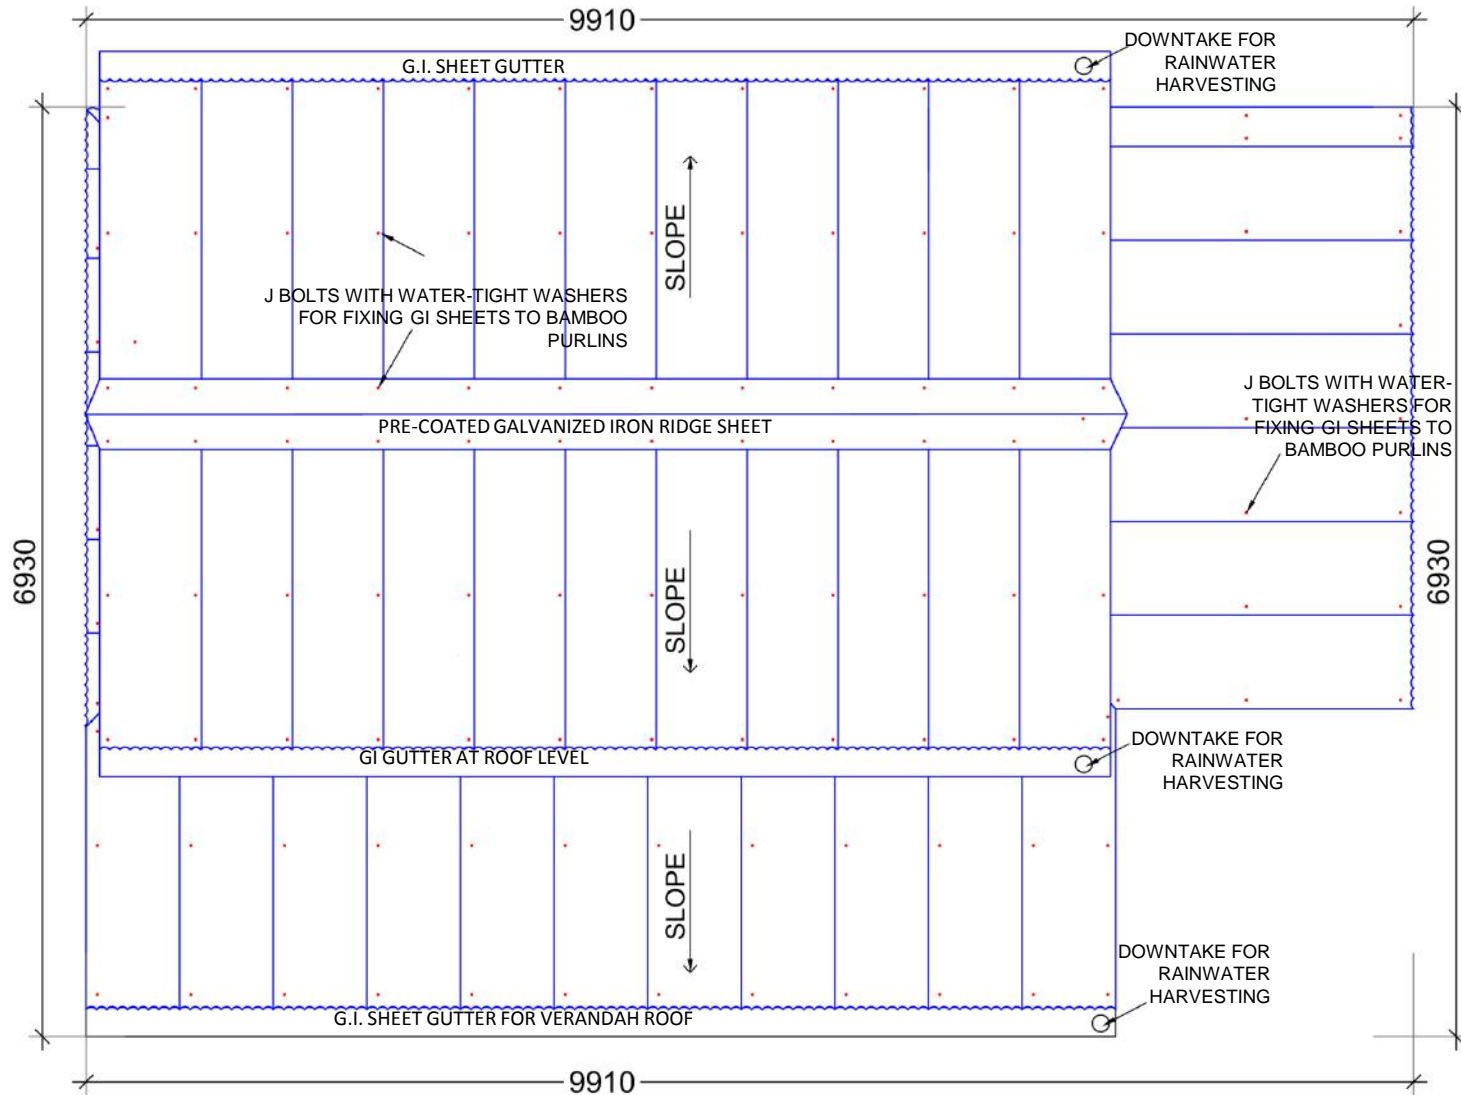 9910
DOWNTAKE FOR
RAINWATER
HARVESTING
G.I. SHEET GUTTER
SLOPE
J BOLTS WITH WATER-TIGHT WASHERS
FOR FIXING GI SHEETS TO BAMBOO
PURLINS
J BOLTS WITH WATER-
TIGHT WASHERS FOR
FIXING GI SHEETS TO
BAMBOO PURLINS
PRE-COATED GALVANIZED IRON RIDGE SHEET
6930
SLOPE
6930
GI GUTTER AT ROOF LEVEL
DOWNTAKE FOR
RAINWATER
HARVESTING
SLOPE
DOWNTAKE FOR
RAINWATER
HARVESTING
G.I. SHEET GUTTER FOR VERANDAH ROOF
9910